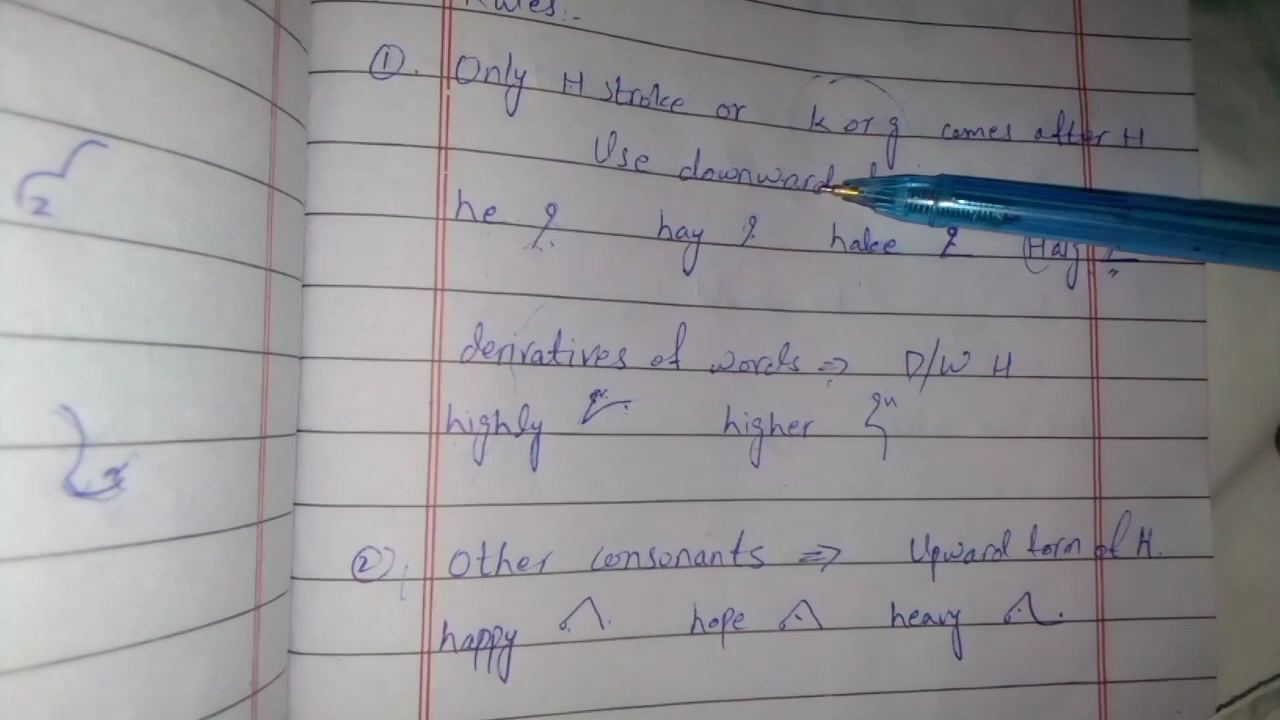 Rules:-
①. Only H stroke or k or g comes after H
Use downward
he hay hake Haig
derivatives of words => D/W H
highly higher
②. Other consonants => Upward form of H.
happy hope heavy